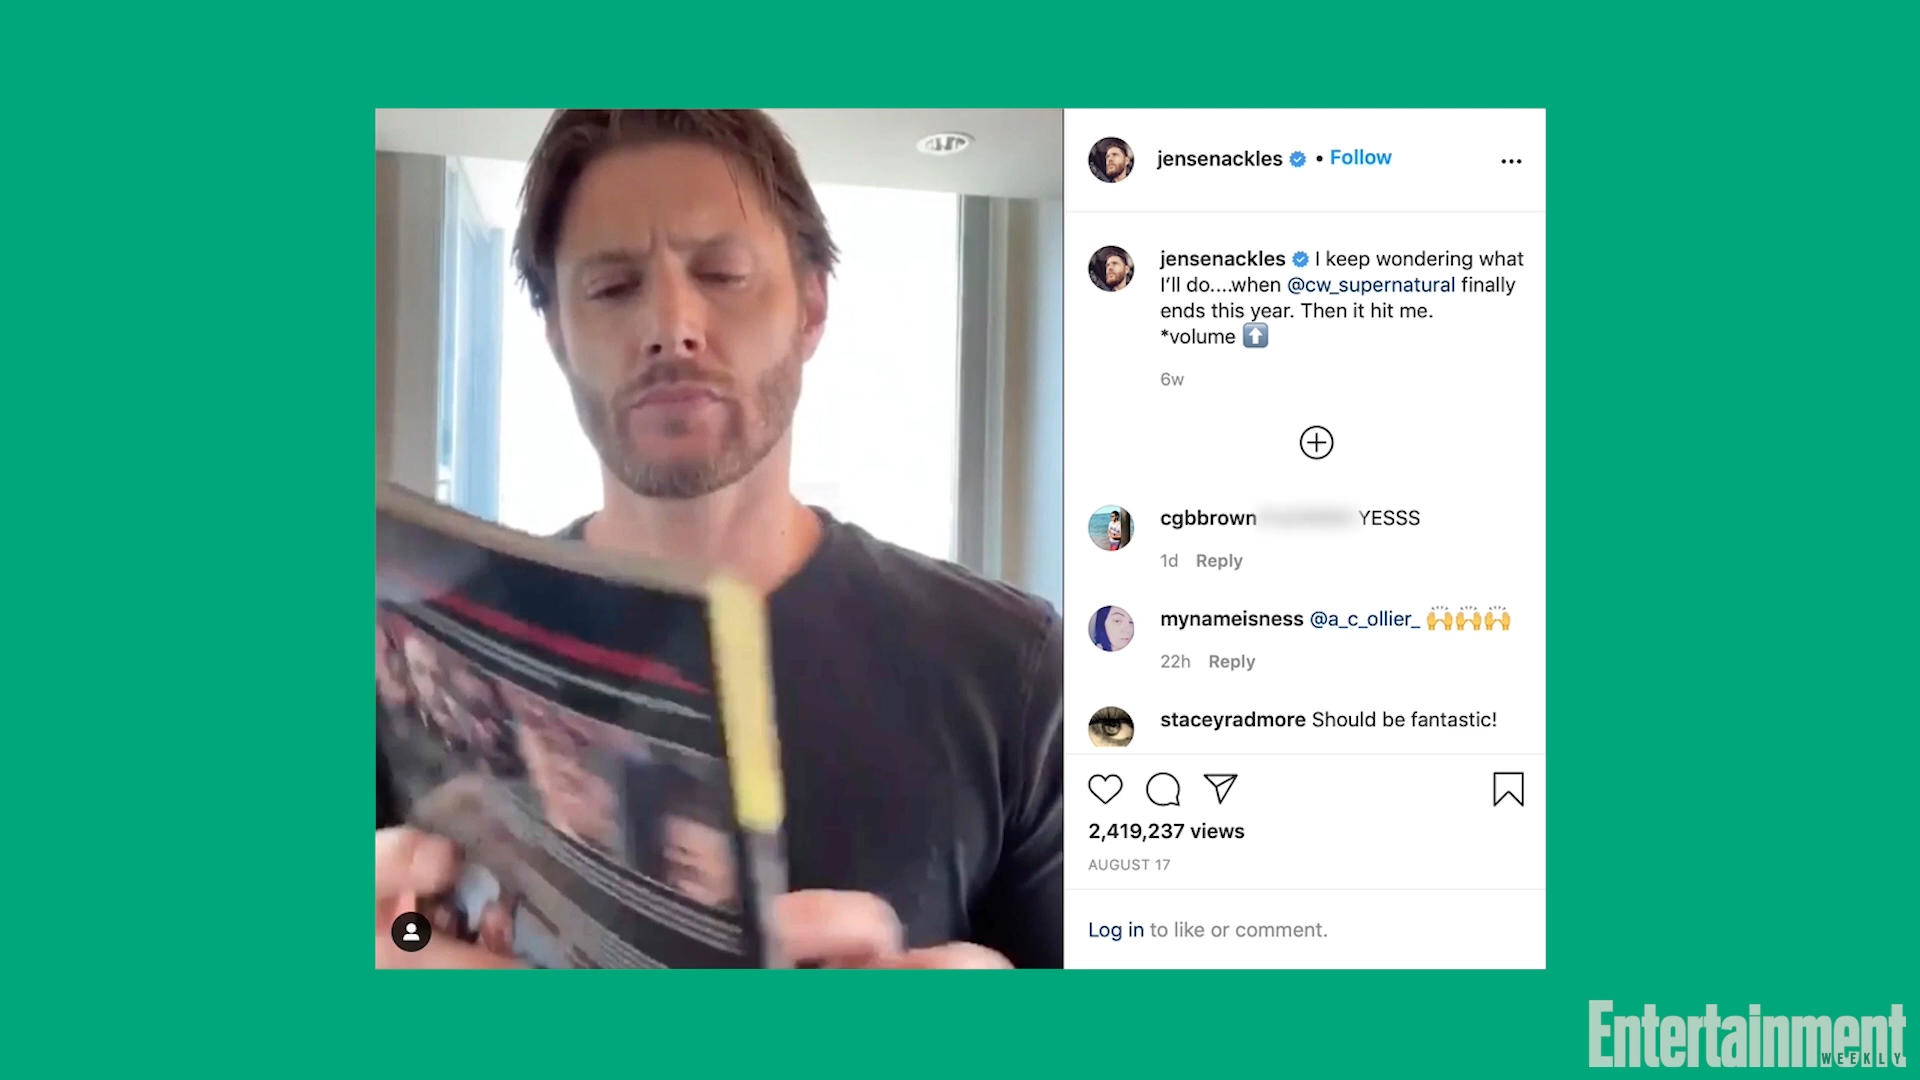 jensenackles • Follow
jensenackles I keep wondering what
I'll do....when @cw_supernatural finally
ends this year. Then it hit me.
*volume ⬆️
6w
cgbbrown YESSS
1d Reply
mynameisness @a_c_ollier_ 🙌🙌🙌
22h Reply
staceyradmore Should be fantastic!
2,419,237 views
AUGUST 17
Log in to like or comment.
Entertainment
WEEKLY